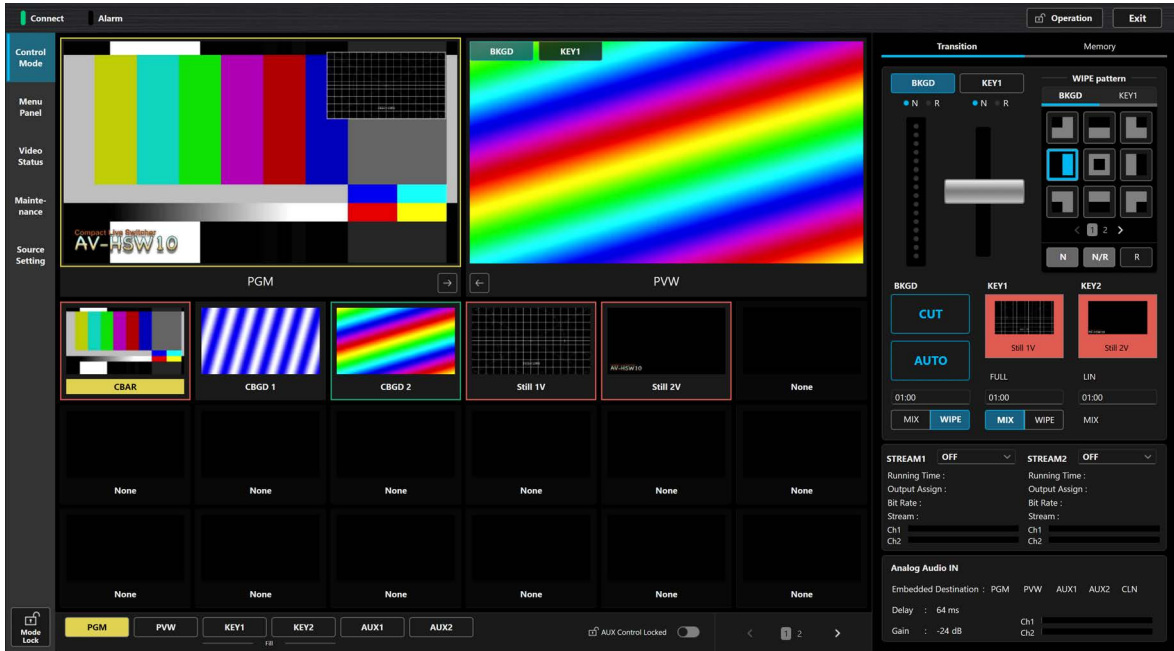 Connect Alarm Operation Exit
Control
Mode
Menu
Panel
Video
Status
Mainte-
nance
Source
Setting
Mode
Lock
Compact Live Switcher
AV-HSW10
BKGD KEY1
PGM → ← PVW
CBAR CBGD 1 CBGD 2 Still 1V Still 2V None
AV-HSW10
None None None None None None
None None None None None None
PGM PVW KEY1 KEY2 AUX1 AUX2 AUX Control Locked < 1 2 >
Fill
Transition Memory
BKGD KEY1
N R N R
WIPE pattern
BKGD KEY1
< 1 2 >
N N/R R
BKGD KEY1 KEY2
CUT
Still 1V Still 2V
AUTO
FULL LIN
01:00 01:00 01:00
MIX WIPE MIX WIPE MIX
STREAM1 OFF STREAM2 OFF
Running Time : Running Time :
Output Assign : Output Assign :
Bit Rate : Bit Rate :
Stream : Stream :
Ch1 Ch1
Ch2 Ch2
Analog Audio IN
Embedded Destination : PGM PVW AUX1 AUX2 CLN
Delay : 64 ms
Gain : -24 dB
Ch1
Ch2